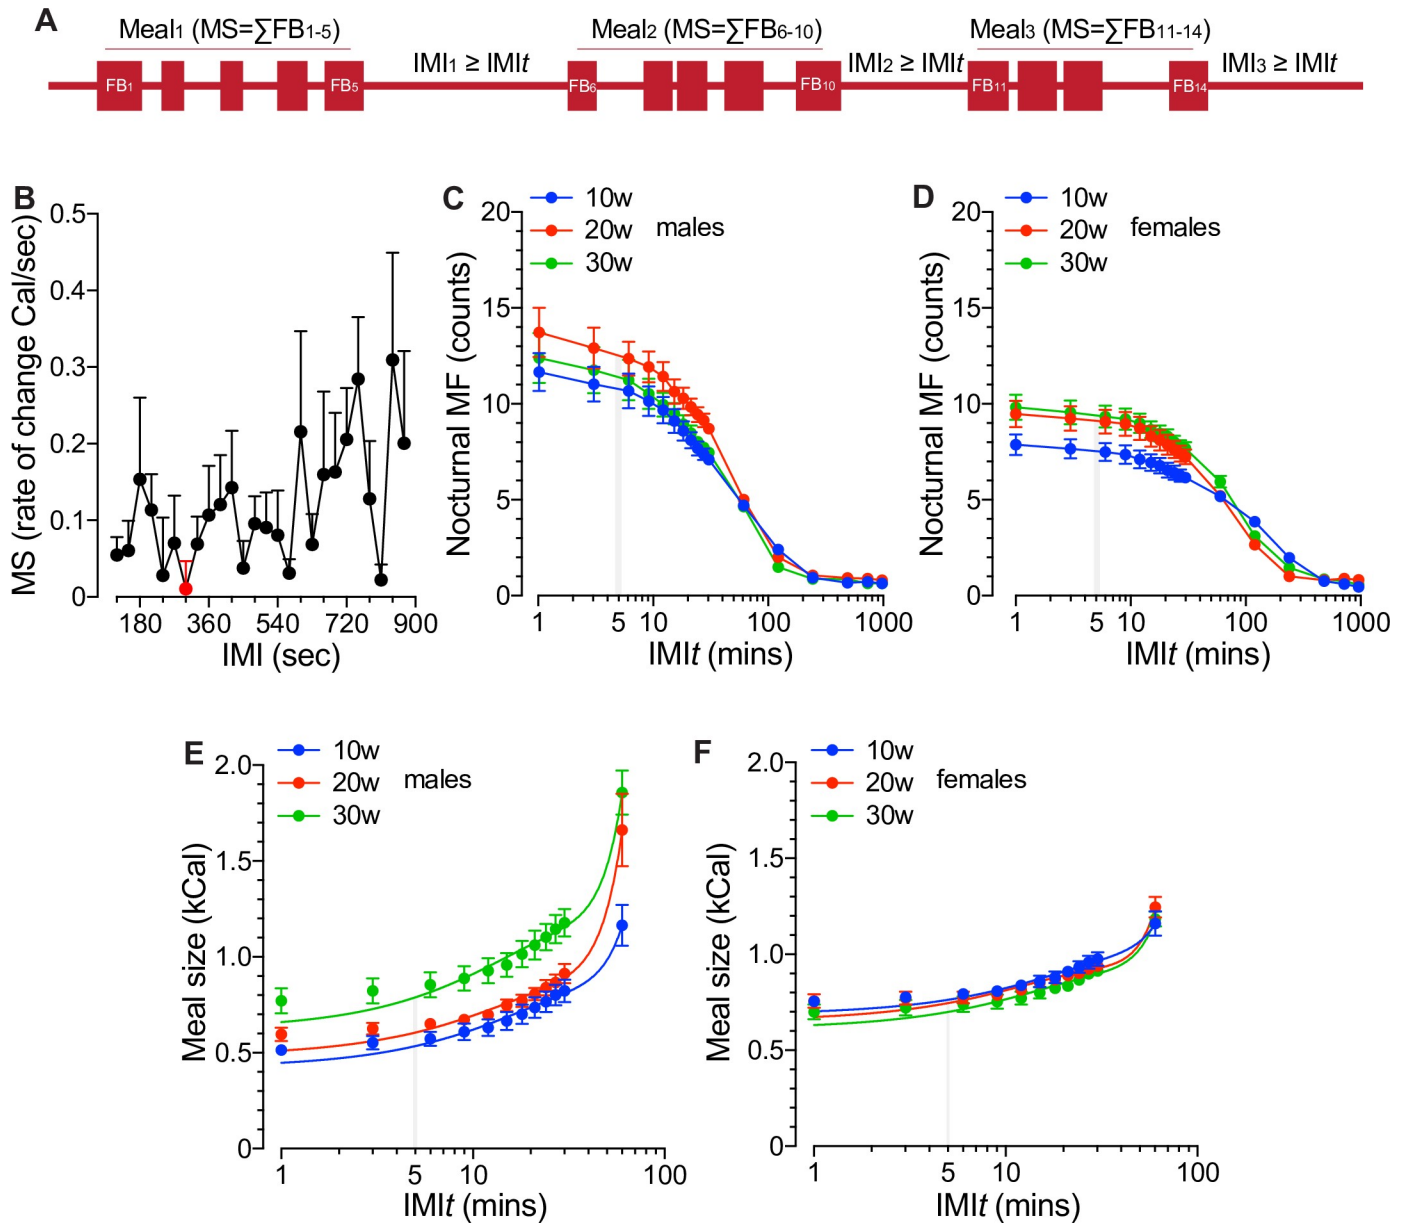 A
Meal1 (MS=∑FB1-5)
Meal2 (MS=∑FB6-10)
Meal3 (MS=∑FB11-14)
IMI1 ≥ IMIt
IMI2 ≥ IMIt
IMI3 ≥ IMIt
FB1
FB5
FB6
FB10
FB11
FB14
B
MS (rate of change Cal/sec)
0.5
0.4
0.3
0.2
0.1
0
180 360 540 720 900
IMI (sec)
C
10w
20w
30w
males
Nocturnal MF (counts)
20
15
10
5
0
1 5 10 100 1000
IMIt (mins)
D
10w
20w
30w
females
Nocturnal MF (counts)
20
15
10
5
0
1 5 10 100 1000
IMIt (mins)
E
10w
20w
30w
males
Meal size (kCal)
2.0
1.5
1.0
0.5
0
1 5 10 100
IMIt (mins)
F
10w
20w
30w
females
Meal size (kCal)
2.0
1.5
1.0
0.5
0
1 5 10 100
IMIt (mins)